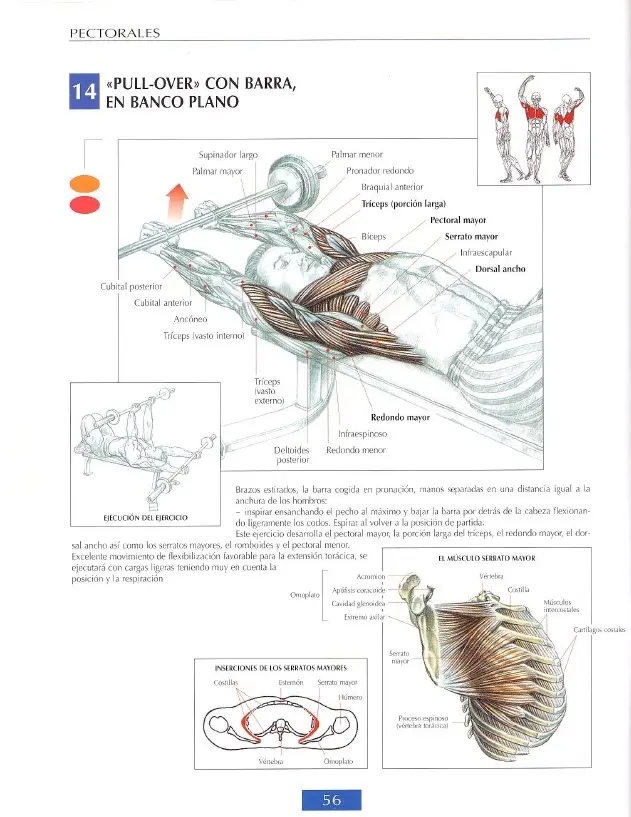 PECTORALES
14
«PULL-OVER» CON BARRA,
EN BANCO PLANO
Supinador largo
Palmar mayor
Palmar menor
Pronador redondo
Braquial anterior
Tríceps (porción larga)
Pectoral mayor
Bíceps
Serrato mayor
Infraescapular
Dorsal ancho
Cubital posterior
Cubital anterior
Ancóneo
Tríceps (vasto interno)
Tríceps
(vasto
externo)
Redondo mayor
Infraespinoso
Deltoides
posterior
Redondo menor
EJECUCIÓN DEL EJERCICIO
Brazos estirados, la barra cogida en pronación, manos separadas en una distancia igual a la
anchura de los hombros:
– inspirar ensanchando el pecho al máximo y bajar la barra por detrás de la cabeza flexionan-
do ligeramente los codos. Espirar al volver a la posición de partida.
Este ejercicio desarrolla el pectoral mayor, la porción larga del tríceps, el redondo mayor, el dor-
sal ancho así como los serratos mayores, el romboides y el pectoral menor.
Excelente movimiento de flexibilización favorable para la extensión torácica, se
ejecutará con cargas ligeras teniendo muy en cuenta la
posición y la respiración
EL MÚSCULO SERRATO MAYOR
Omoplato
Acromion
Apófisis coracoide
Cavidad glenoidea
Extremo axilar
Vértebra
Costilla
Músculos
intercostales
Cartílagos costales
Serrato
mayor
Proceso espinoso
(vértebra torácica)
INSERCIONES DE LOS SERRATOS MAYORES
Costillas
Esternón
Serrato mayor
Húmero
Vértebra
Omoplato
56